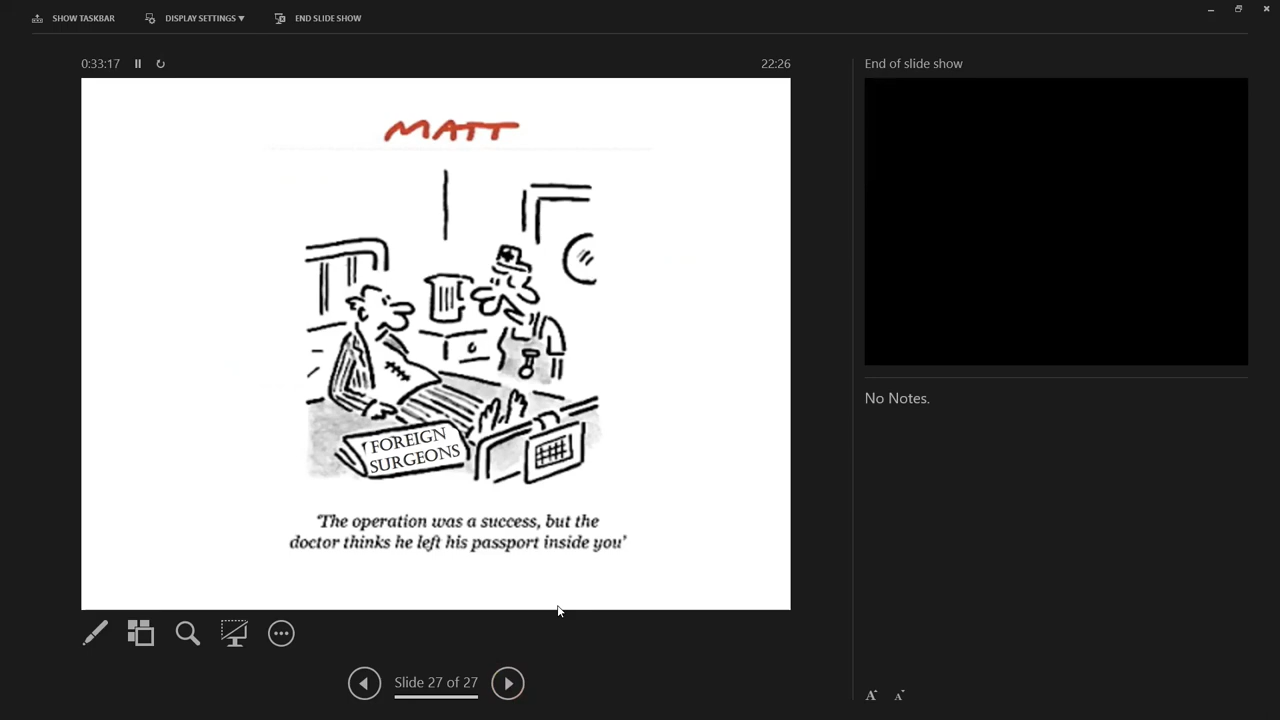 SHOW TASKBAR
DISPLAY SETTINGS ▼
END SLIDE SHOW
0:33:17
22:26
End of slide show
MATT
FOREIGN
SURGEONS
'The operation was a success, but the
doctor thinks he left his passport inside you'
No Notes.
Slide 27 of 27
A A